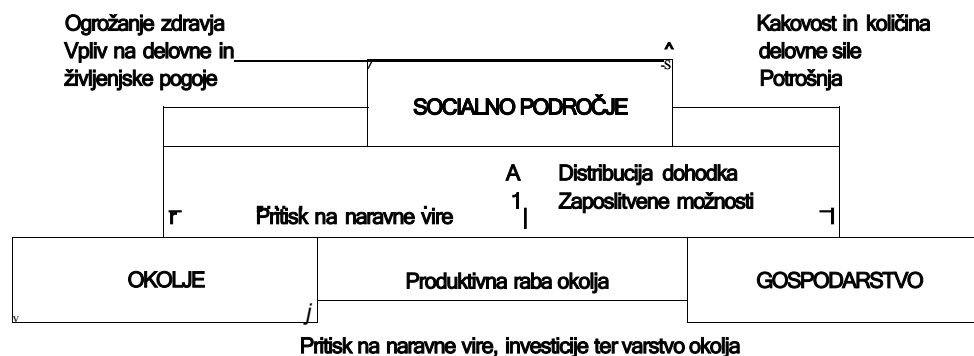 Ogrožanje zdravja
Vpliv na delovne in
življenjske pogoje
Kakovost in količina
delovne sile
Potrošnja
SOCIALNO PODROČJE
Distribucija dohodka
Zaposlitvene možnosti
Pritisk na naravne vire
OKOLJE
Produktivna raba okolja
GOSPODARSTVO
Pritisk na naravne vire, investicije ter varstvo okolja